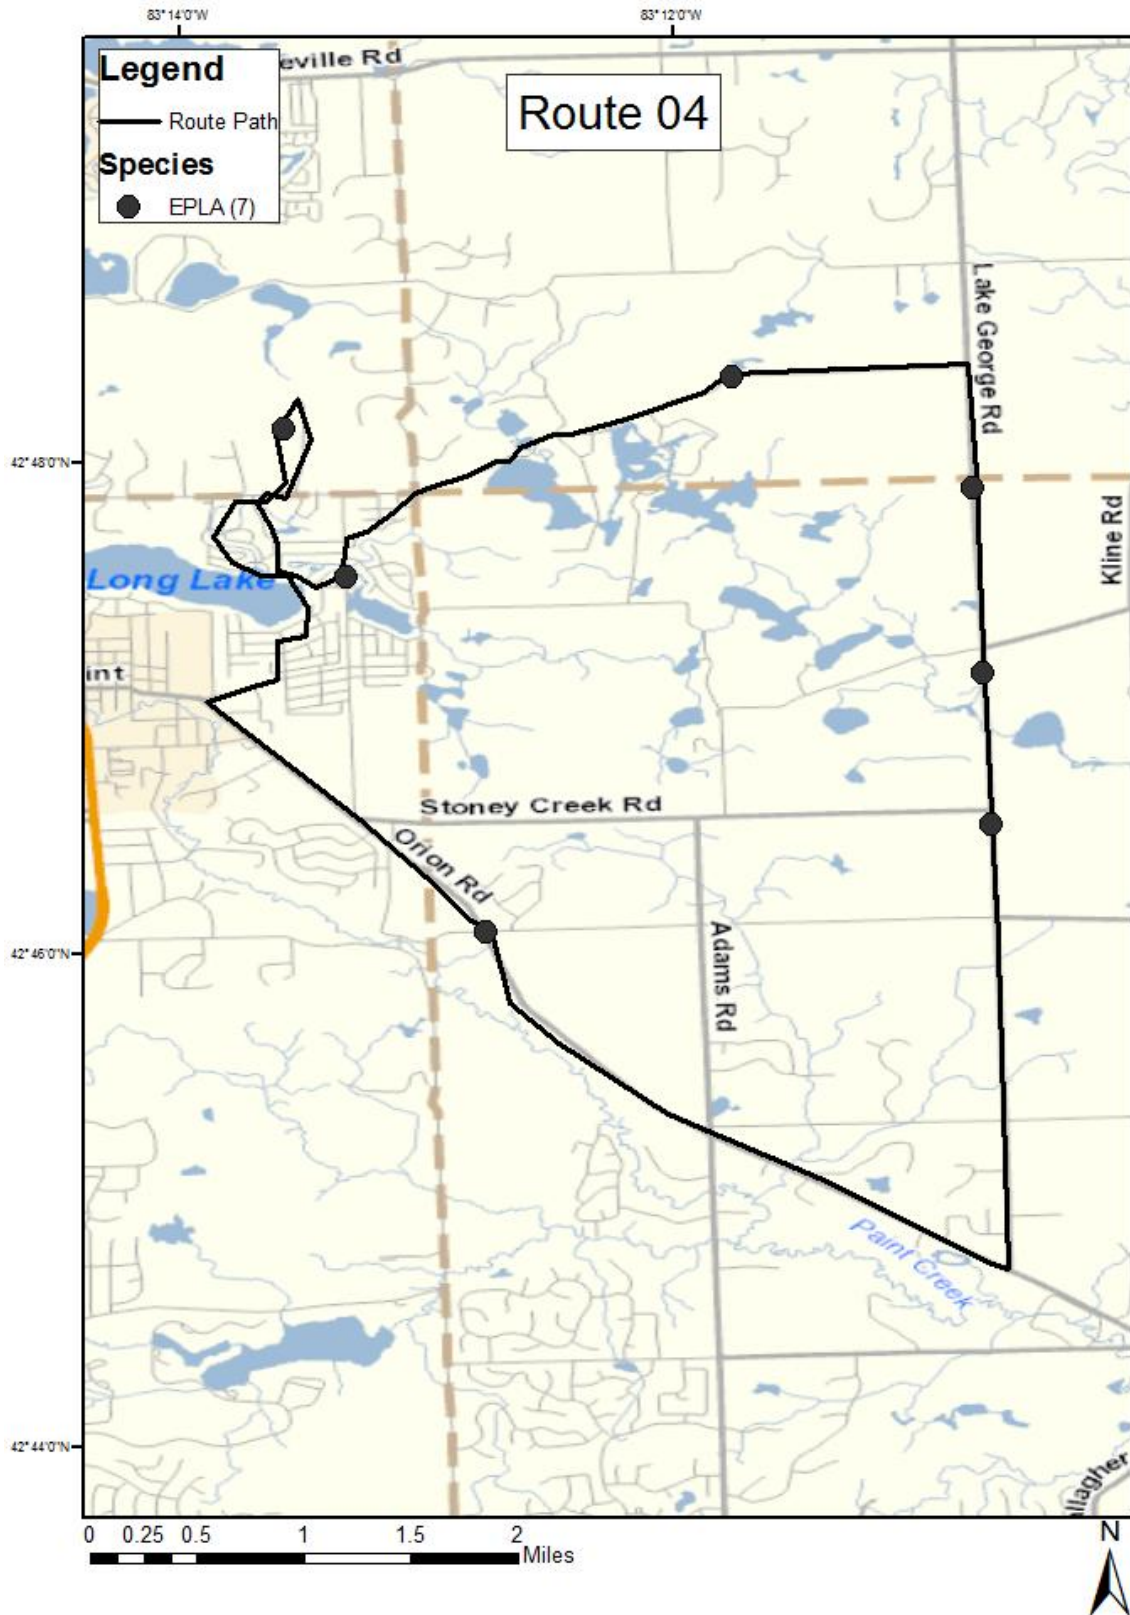 83°14'0"W
83°12'0"W
Legend
eville Rd
Route Path
Route 04
Species
EPLA (7)
Lake George Rd
42°48'0"N
Kline Rd
Long Lake
int
Stoney Creek Rd
Orion Rd
42°46'0"N
Adams Rd
Paint Creek
42°44'0"N
allagher
0 0.25 0.5 1 1.5 2
Miles
N